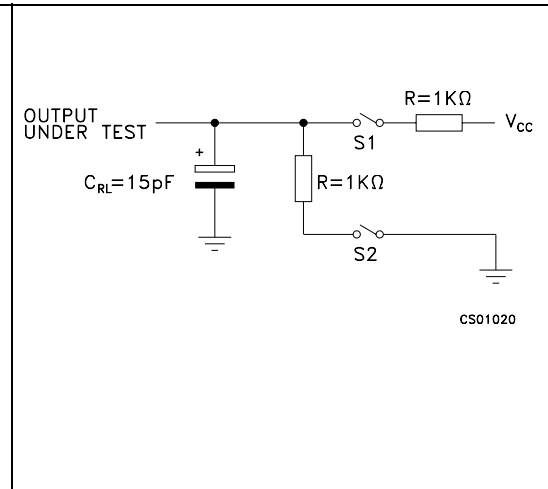 R=1KΩ
OUTPUT
UNDER TEST
V_CC
S1
+
C_RL=15pF
R=1KΩ
S2
CS01020